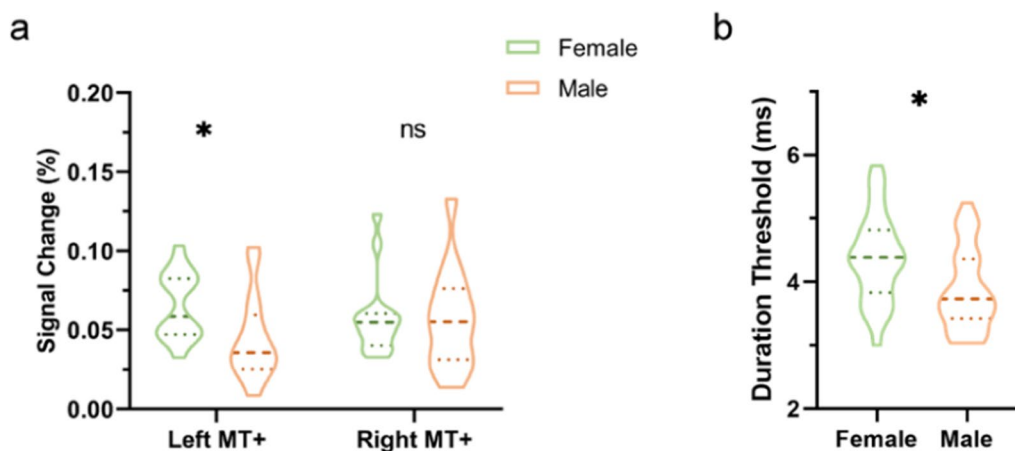 a
Female
Male
Signal Change (%)
0.20
0.15
0.10
0.05
0.00
*
ns
Left MT+
Right MT+
b
Duration Threshold (ms)
6
4
2
*
Female
Male